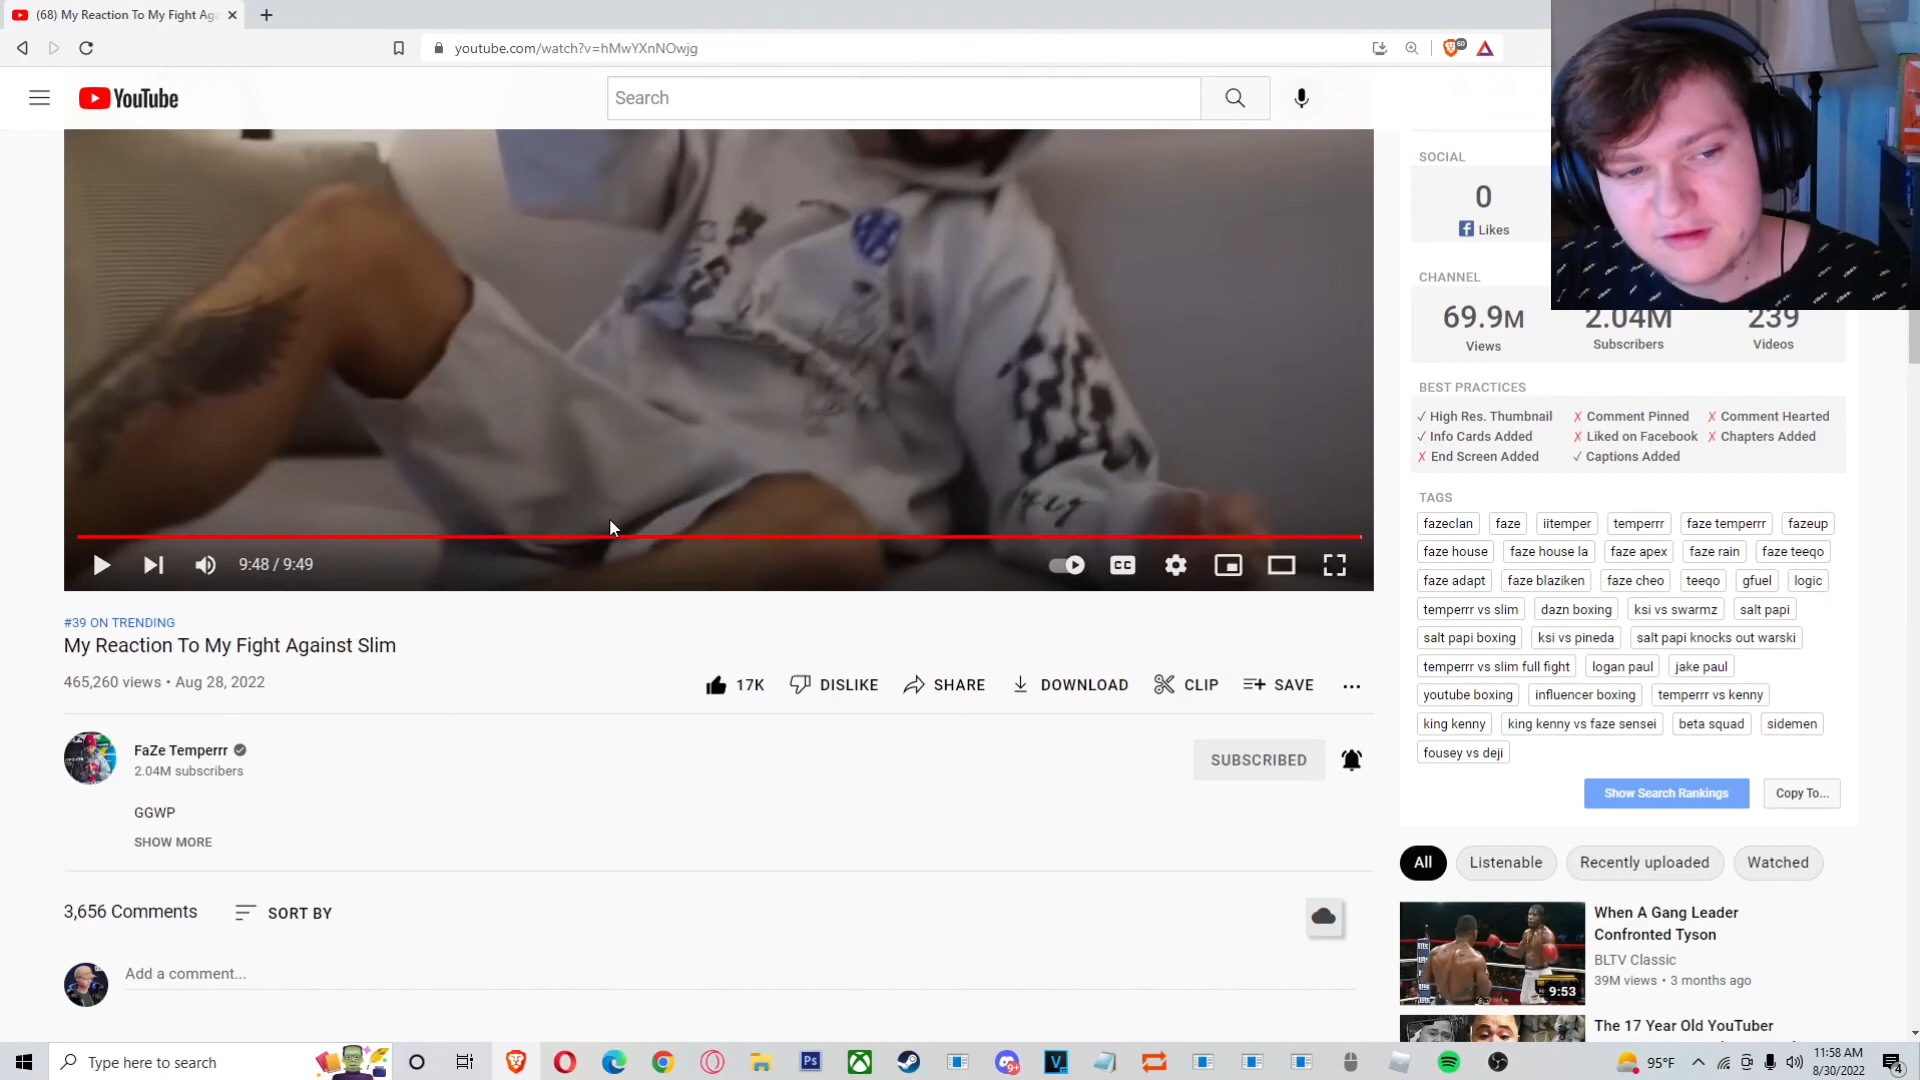 (68) My Reaction To My Fight Aga
youtube.com/watch?v=hMwYXnNOwjg
60
YouTube
Search
SOCIAL
0
Likes
CHANNEL
69.9M
2.04M
239
Views
Subscribers
Videos
BEST PRACTICES
✓ High Res. Thumbnail
✗ Comment Pinned
✗ Comment Hearted
✓ Info Cards Added
✗ Liked on Facebook
✗ Chapters Added
✗ End Screen Added
✓ Captions Added
TAGS
fazeclan faze iitemper temperrr faze temperrr fazeup
faze house faze house la faze apex faze rain faze teeqo
faze adapt faze blaziken faze cheo teeqo gfuel logic
temperrr vs slim dazn boxing ksi vs swarmz salt papi
salt papi boxing ksi vs pineda salt papi knocks out warski
temperrr vs slim full fight logan paul jake paul
youtube boxing influencer boxing temperrr vs kenny
king kenny king kenny vs faze sensei beta squad sidemen
fousey vs deji
Show Search Rankings
Copy To...
9:48 / 9:49
CC
#39 ON TRENDING
My Reaction To My Fight Against Slim
465,260 views • Aug 28, 2022
17K
DISLIKE
SHARE
DOWNLOAD
CLIP
SAVE
FaZe Temperrr
2.04M subscribers
SUBSCRIBED
GGWP
SHOW MORE
3,656 Comments
SORT BY
Add a comment...
All
Listenable
Recently uploaded
Watched
When A Gang Leader
Confronted Tyson
BLTV Classic
39M views • 3 months ago
9:53
The 17 Year Old YouTuber
Type here to search
Ps
9+
95°F
11:58 AM
8/30/2022
4